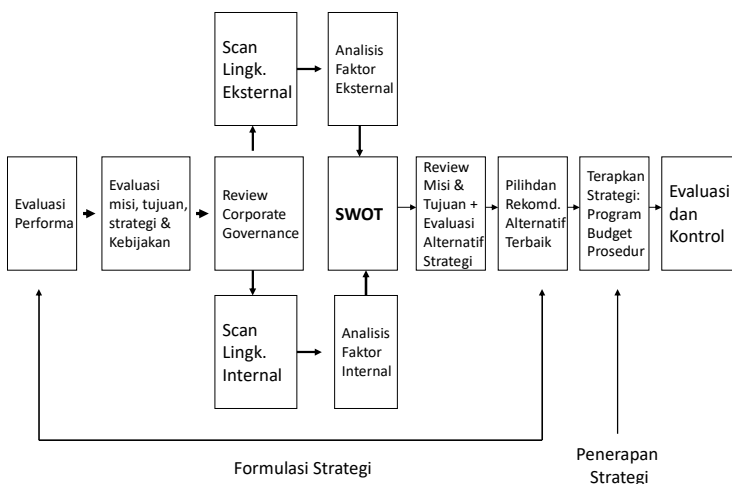 Scan
Lingk.
Eksternal
Analisis
Faktor
Eksternal
Evaluasi
Performa
Evaluasi
misi, tujuan,
strategi &
Kebijakan
Review
Corporate
Governance
SWOT
Review
Misi &
Tujuan +
Evaluasi
Alternatif
Strategi
Pilihdan
Rekomd.
Alternatif
Terbaik
Terapkan
Strategi:
Program
Budget
Prosedur
Evaluasi
dan
Kontrol
Scan
Lingk.
Internal
Analisis
Faktor
Internal
Formulasi Strategi
Penerapan
Strategi